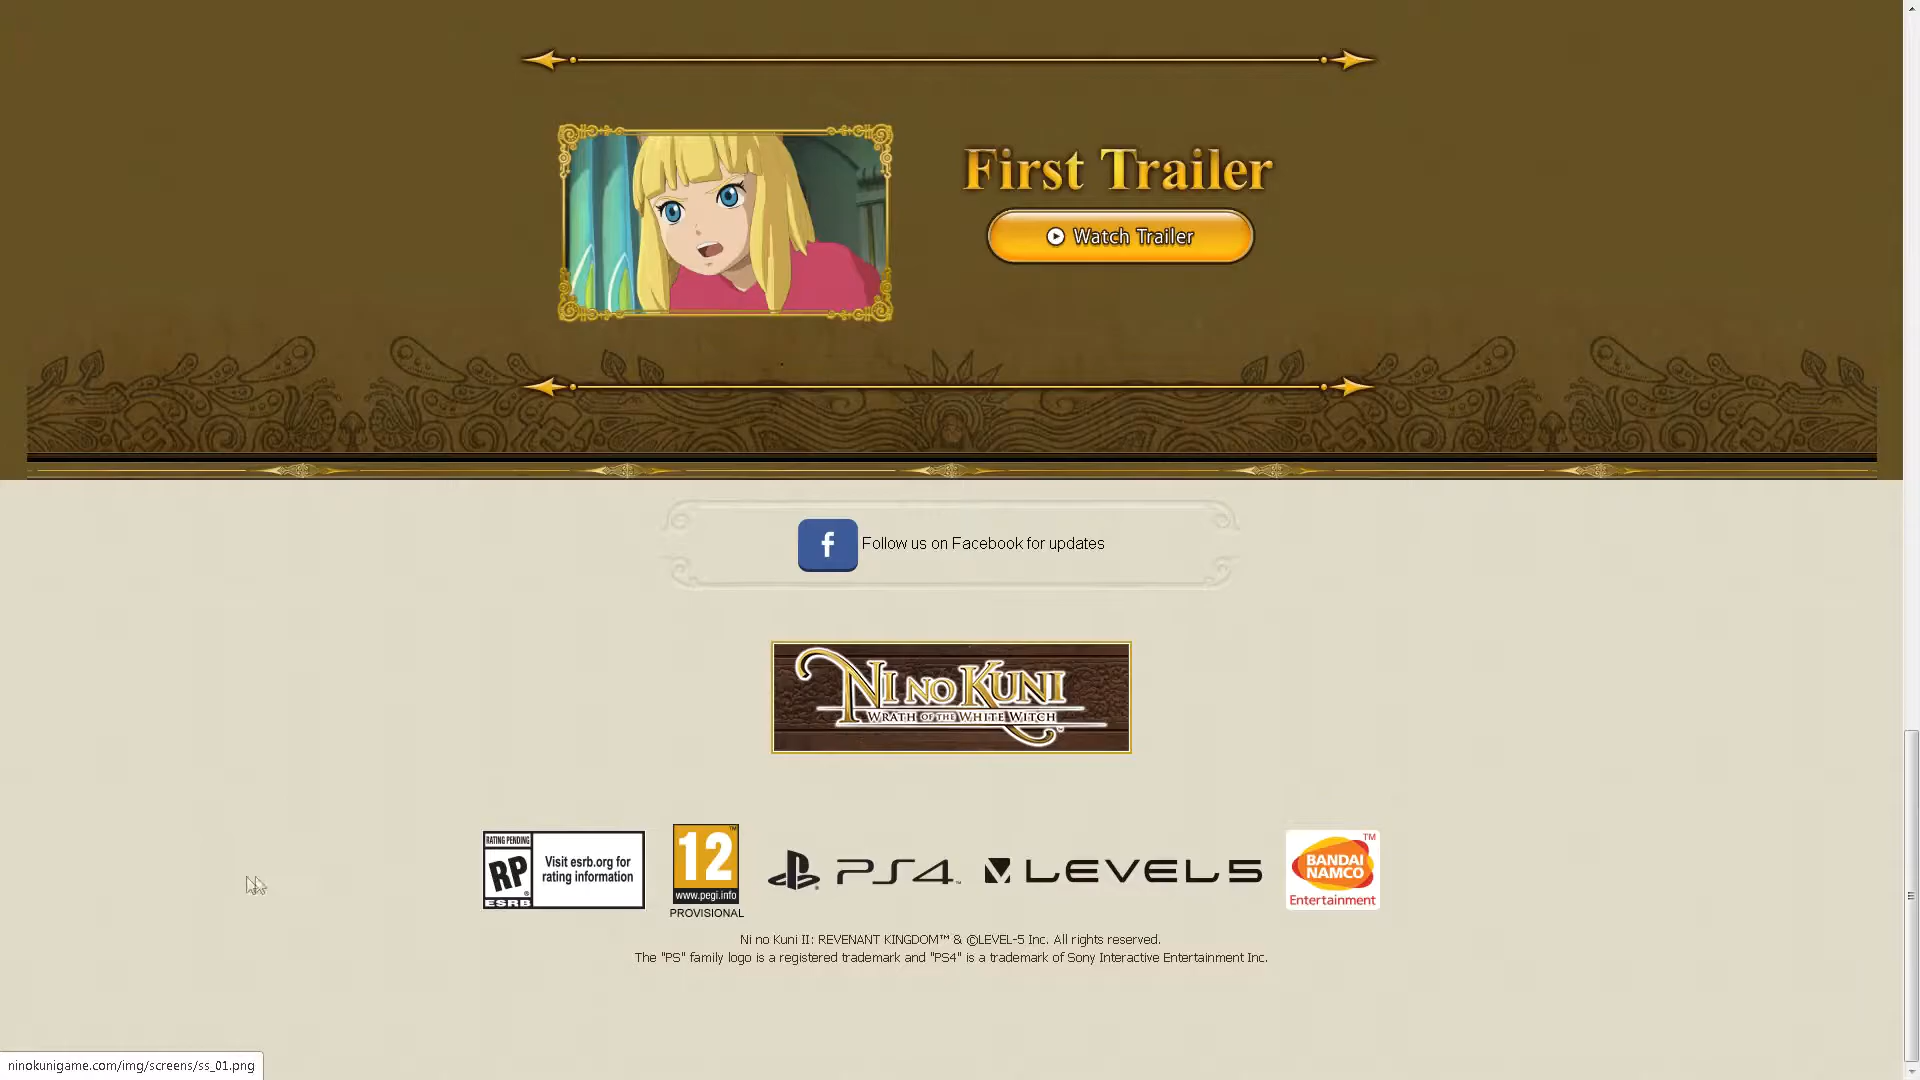 First Trailer
Watch Trailer
f Follow us on Facebook for updates
NI NO KUNI
WRATH OF THE WHITE WITCH™
RATING PENDING
RP
ESRB
Visit esrb.org for
rating information
12
www.pegi.info
PROVISIONAL
PS4
LEVEL5
BANDAI
NAMCO
Entertainment
TM
Ni no Kuni II: REVENANT KINGDOM™ & ©LEVEL-5 Inc. All rights reserved.
The "PS" family logo is a registered trademark and "PS4" is a trademark of Sony Interactive Entertainment Inc.
ninokunigame.com/img/screens/ss_01.png